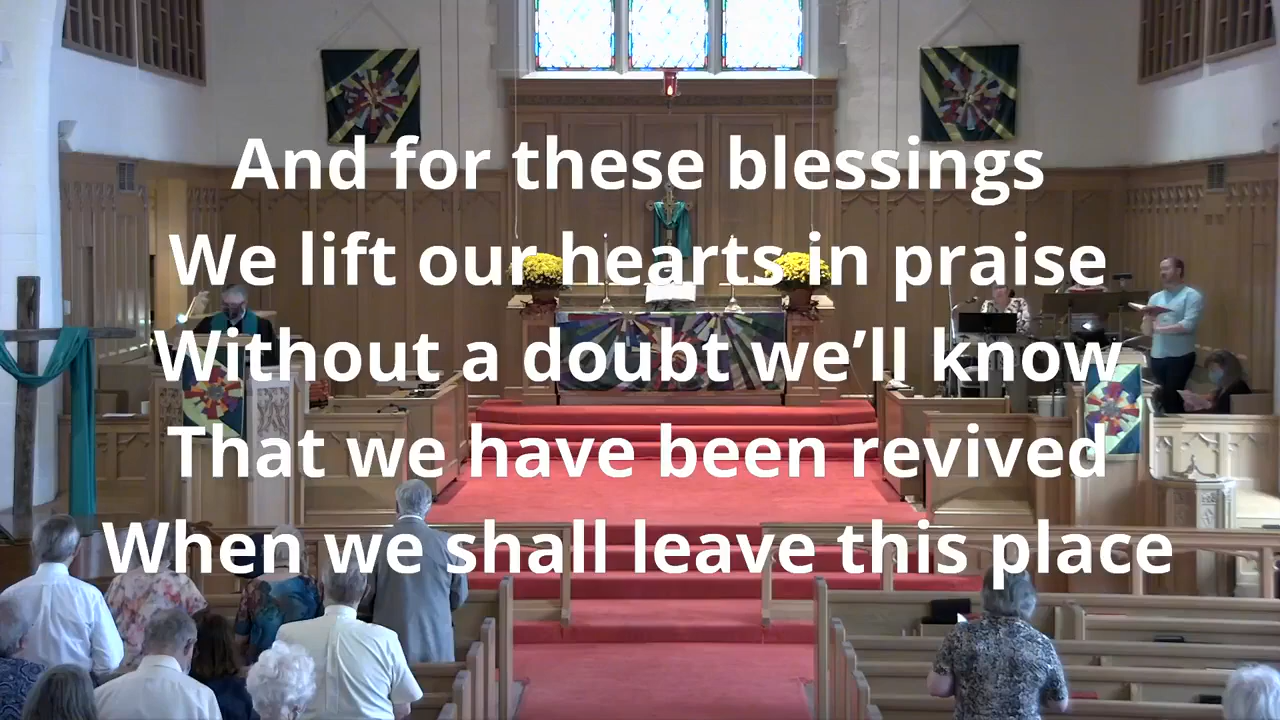 And for these blessings
We lift our hearts in praise
Without a doubt we’ll know
That we have been revived
When we shall leave this place